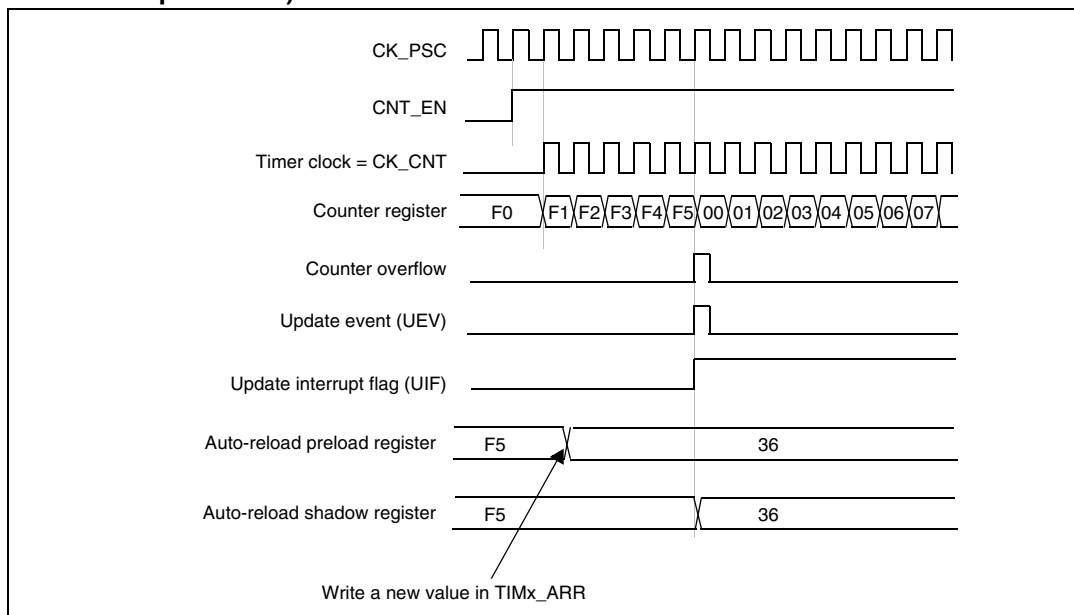 CK_PSC
CNT_EN
Timer clock = CK_CNT
Counter register F0 F1 F2 F3 F4 F5 00 01 02 03 04 05 06 07
Counter overflow
Update event (UEV)
Update interrupt flag (UIF)
Auto-reload preload register F5 36
Auto-reload shadow register F5 36
Write a new value in TIMx_ARR